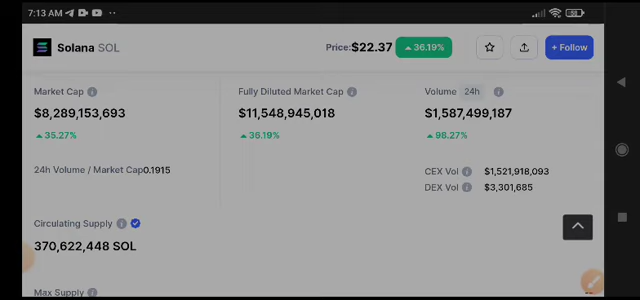 7:13 AM
Solana SOL
Price: $22.37 36.19%
+ Follow
Market Cap
$8,289,153,693
35.27%
24h Volume / Market Cap 0.1915
Fully Diluted Market Cap
$11,548,945,018
36.19%
Volume 24h
$1,587,499,187
98.27%
CEX Vol $1,521,918,093
DEX Vol $3,301,685
Circulating Supply
370,622,448 SOL
Max Supply